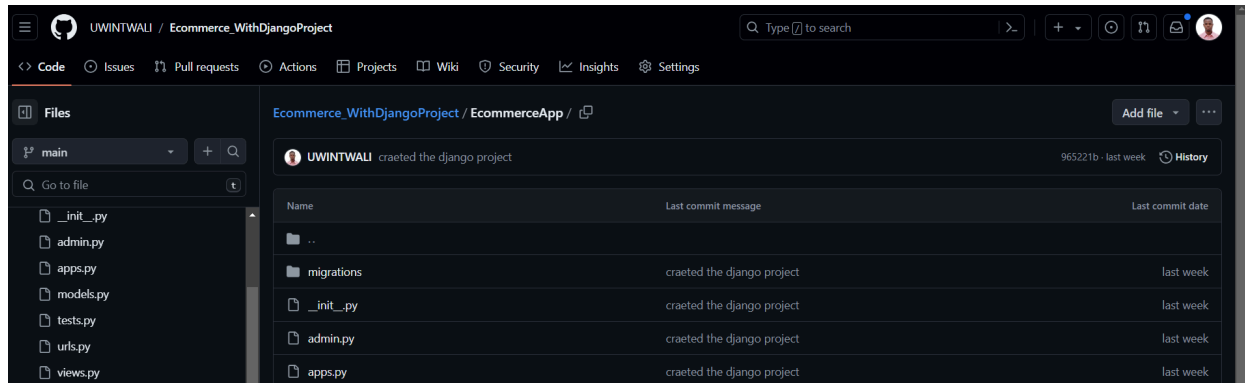 UWINTWALI / Ecommerce_WithDjangoProject
Type / to search
Code Issues Pull requests Actions Projects Wiki Security Insights Settings
Files
main
Go to file t
__init__.py
admin.py
apps.py
models.py
tests.py
urls.py
views.py
Ecommerce_WithDjangoProject / EcommerceApp /
Add file
UWINTWALI craeted the django project 965221b · last week History
Name Last commit message Last commit date
..
migrations craeted the django project last week
__init__.py craeted the django project last week
admin.py craeted the django project last week
apps.py craeted the django project last week